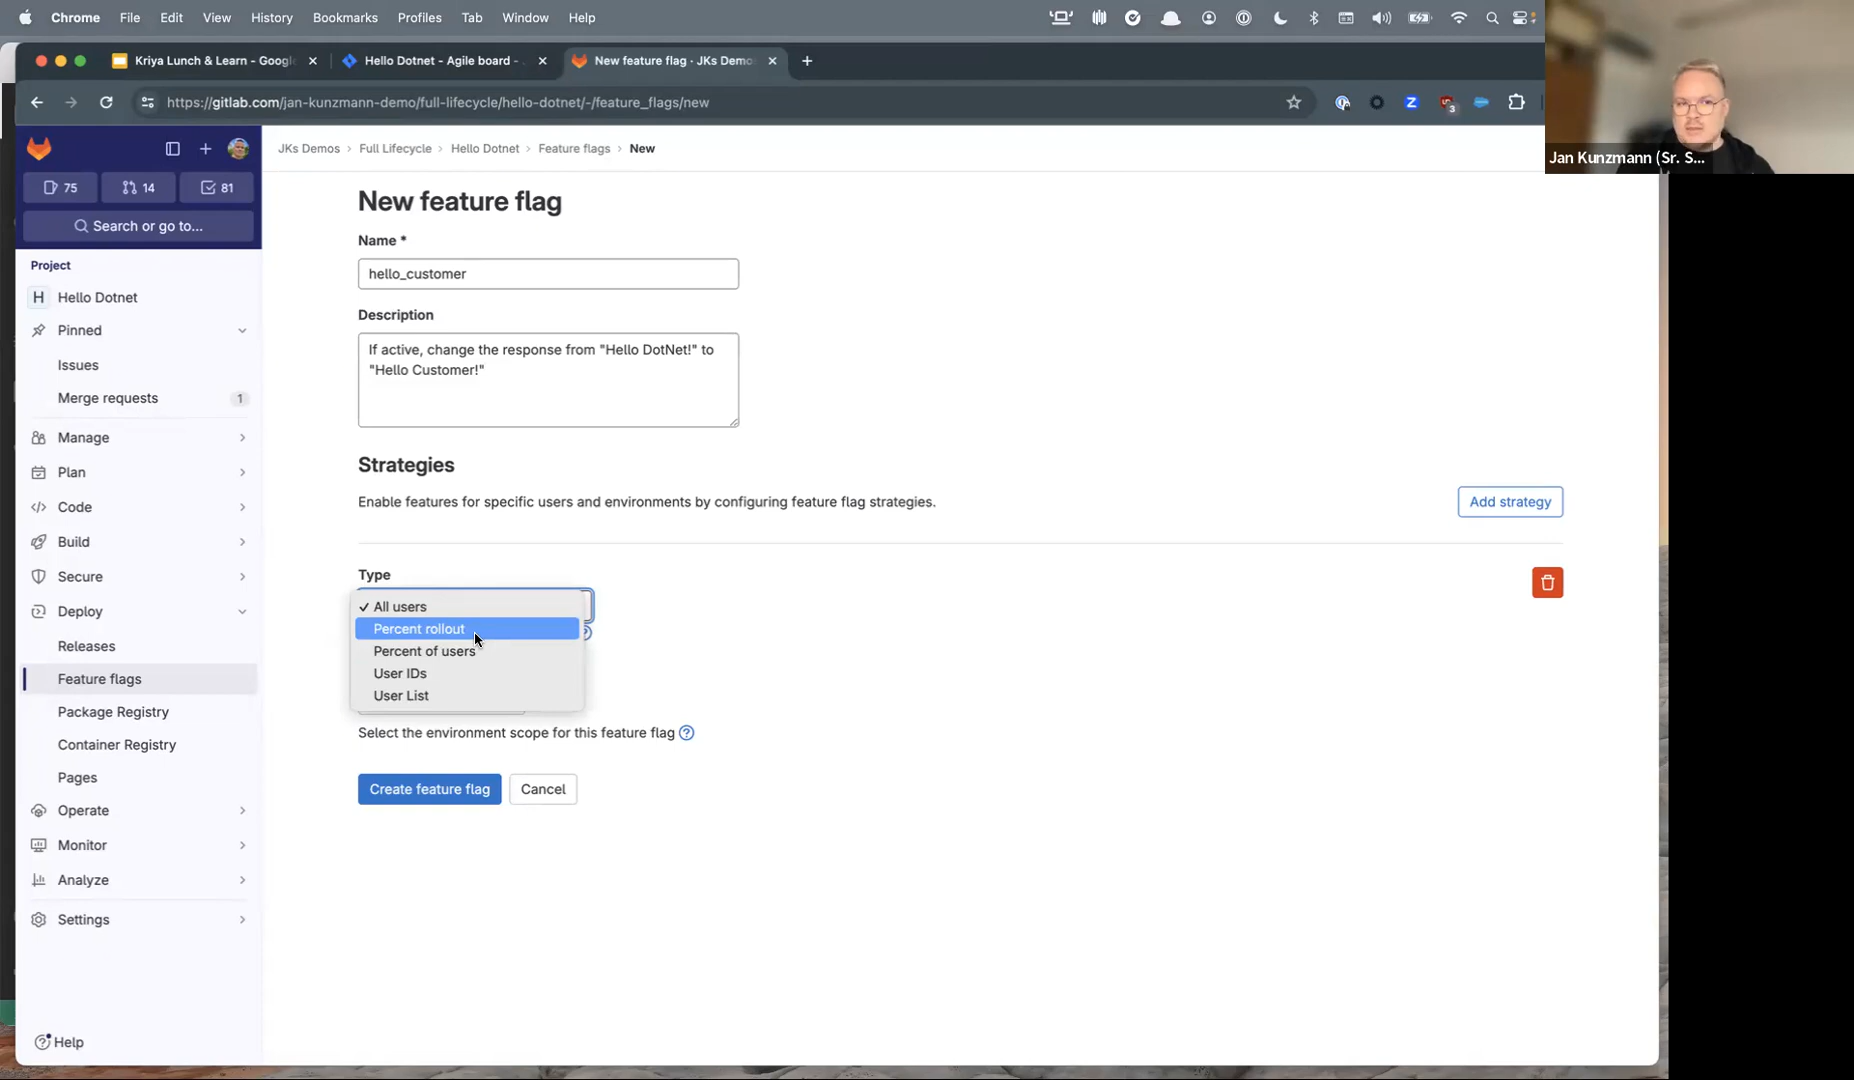 Chrome File Edit View History Bookmarks Profiles Tab Window Help
Kriya Lunch & Learn - Google
Hello Dotnet - Agile board -
New feature flag · JKs Demo
https://gitlab.com/jan-kunzmann-demo/full-lifecycle/hello-dotnet/-/feature_flags/new
Z
3
Jan Kunzmann (Sr. S...
75
14
81
Search or go to...
Project
H Hello Dotnet
Pinned
Issues
Merge requests 1
Manage
Plan
Code
Build
Secure
Deploy
Releases
Feature flags
Package Registry
Container Registry
Pages
Operate
Monitor
Analyze
Settings
Help
JKs Demos › Full Lifecycle › Hello Dotnet › Feature flags › New
New feature flag
Name *
hello_customer
Description
If active, change the response from "Hello DotNet!" to
"Hello Customer!"
Strategies
Enable features for specific users and environments by configuring feature flag strategies.
Add strategy
Type
✓ All users
Percent rollout
Percent of users
User IDs
User List
Select the environment scope for this feature flag ?
Create feature flag
Cancel